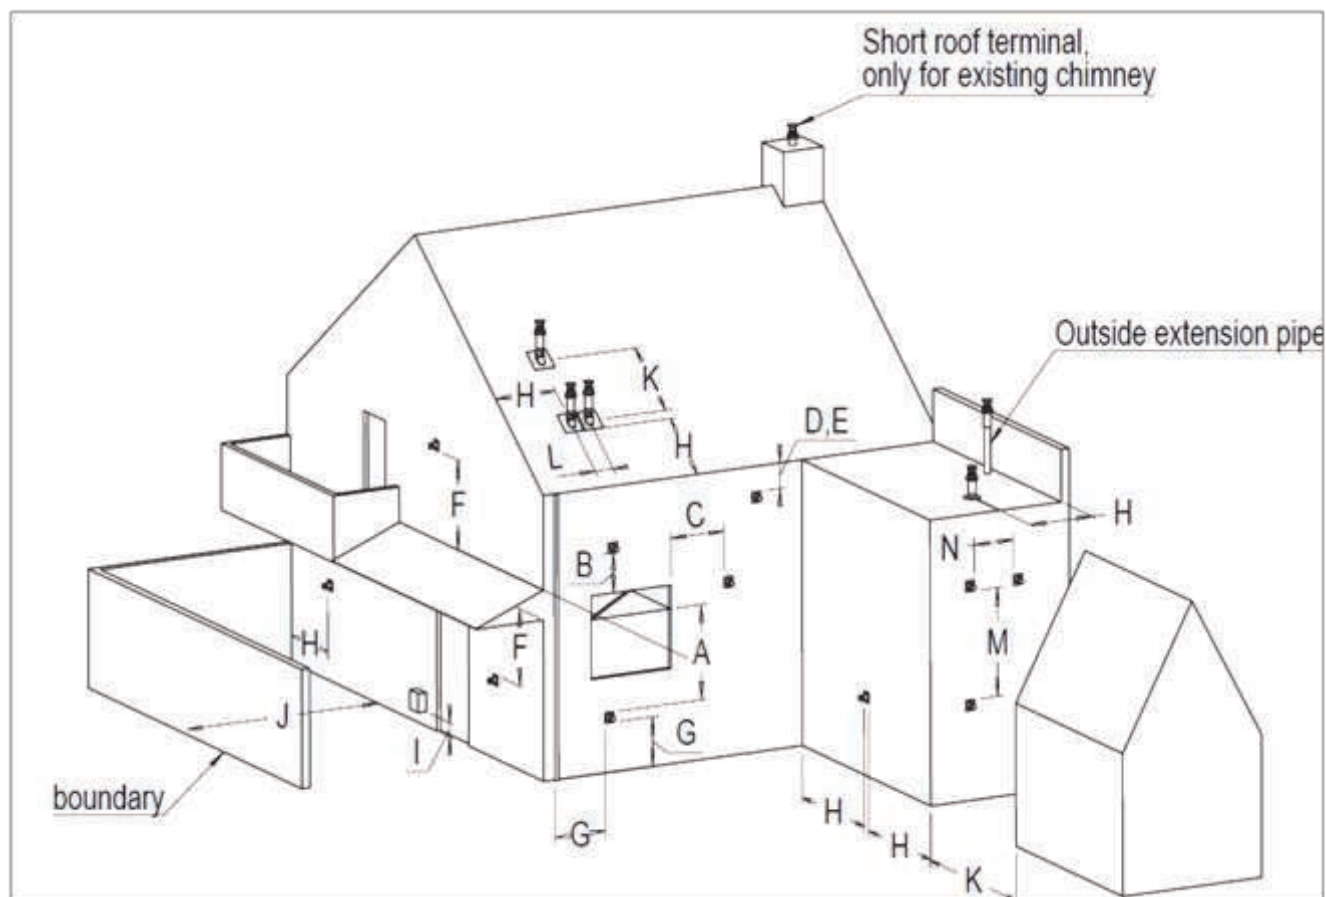 Short roof terminal,
only for existing chimney
Outside extension pipe
K
H
D,E
L
H
F
C
H
N
B
H
F
A
M
J
G
I
boundary
G
H
H
K